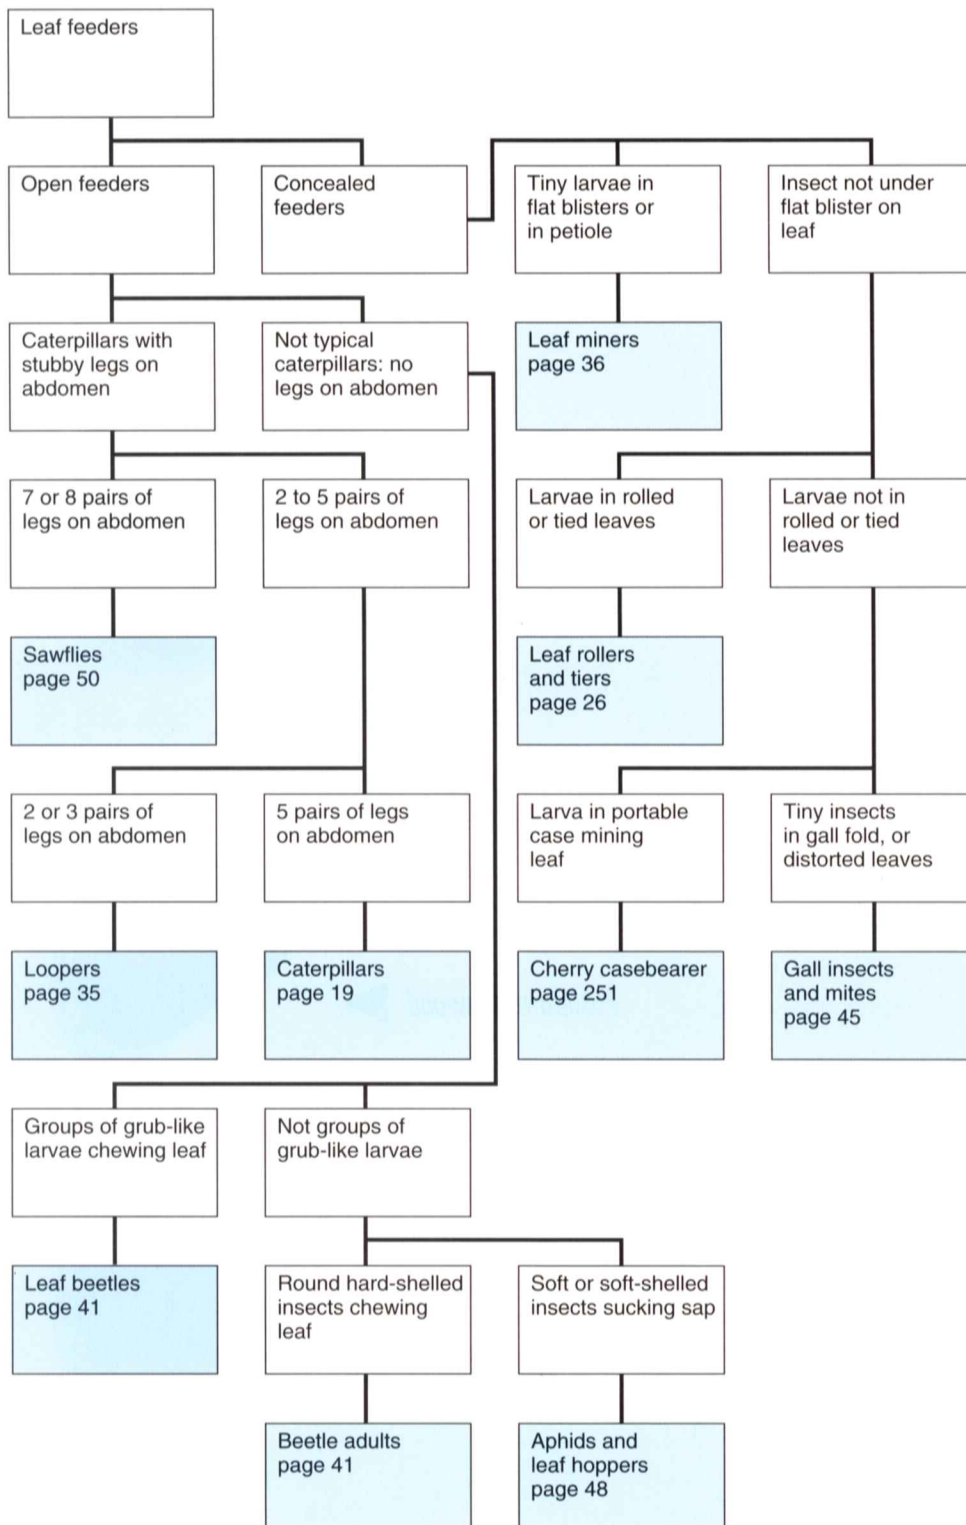 Leaf feeders
Open feeders
Concealed
feeders
Tiny larvae in
flat blisters or
in petiole
Insect not under
flat blister on
leaf
Caterpillars with
stubby legs on
abdomen
Not typical
caterpillars: no
legs on abdomen
Leaf miners
page 36
7 or 8 pairs of
legs on abdomen
2 to 5 pairs of
legs on abdomen
Larvae in rolled
or tied leaves
Larvae not in
rolled or tied
leaves
Sawflies
page 50
Leaf rollers
and tiers
page 26
2 or 3 pairs of
legs on abdomen
5 pairs of legs
on abdomen
Larva in portable
case mining
leaf
Tiny insects
in gall fold, or
distorted leaves
Loopers
page 35
Caterpillars
page 19
Cherry casebearer
page 251
Gall insects
and mites
page 45
Groups of grub-like
larvae chewing leaf
Not groups of
grub-like larvae
Leaf beetles
page 41
Round hard-shelled
insects chewing
leaf
Soft or soft-shelled
insects sucking sap
Beetle adults
page 41
Aphids and
leaf hoppers
page 48